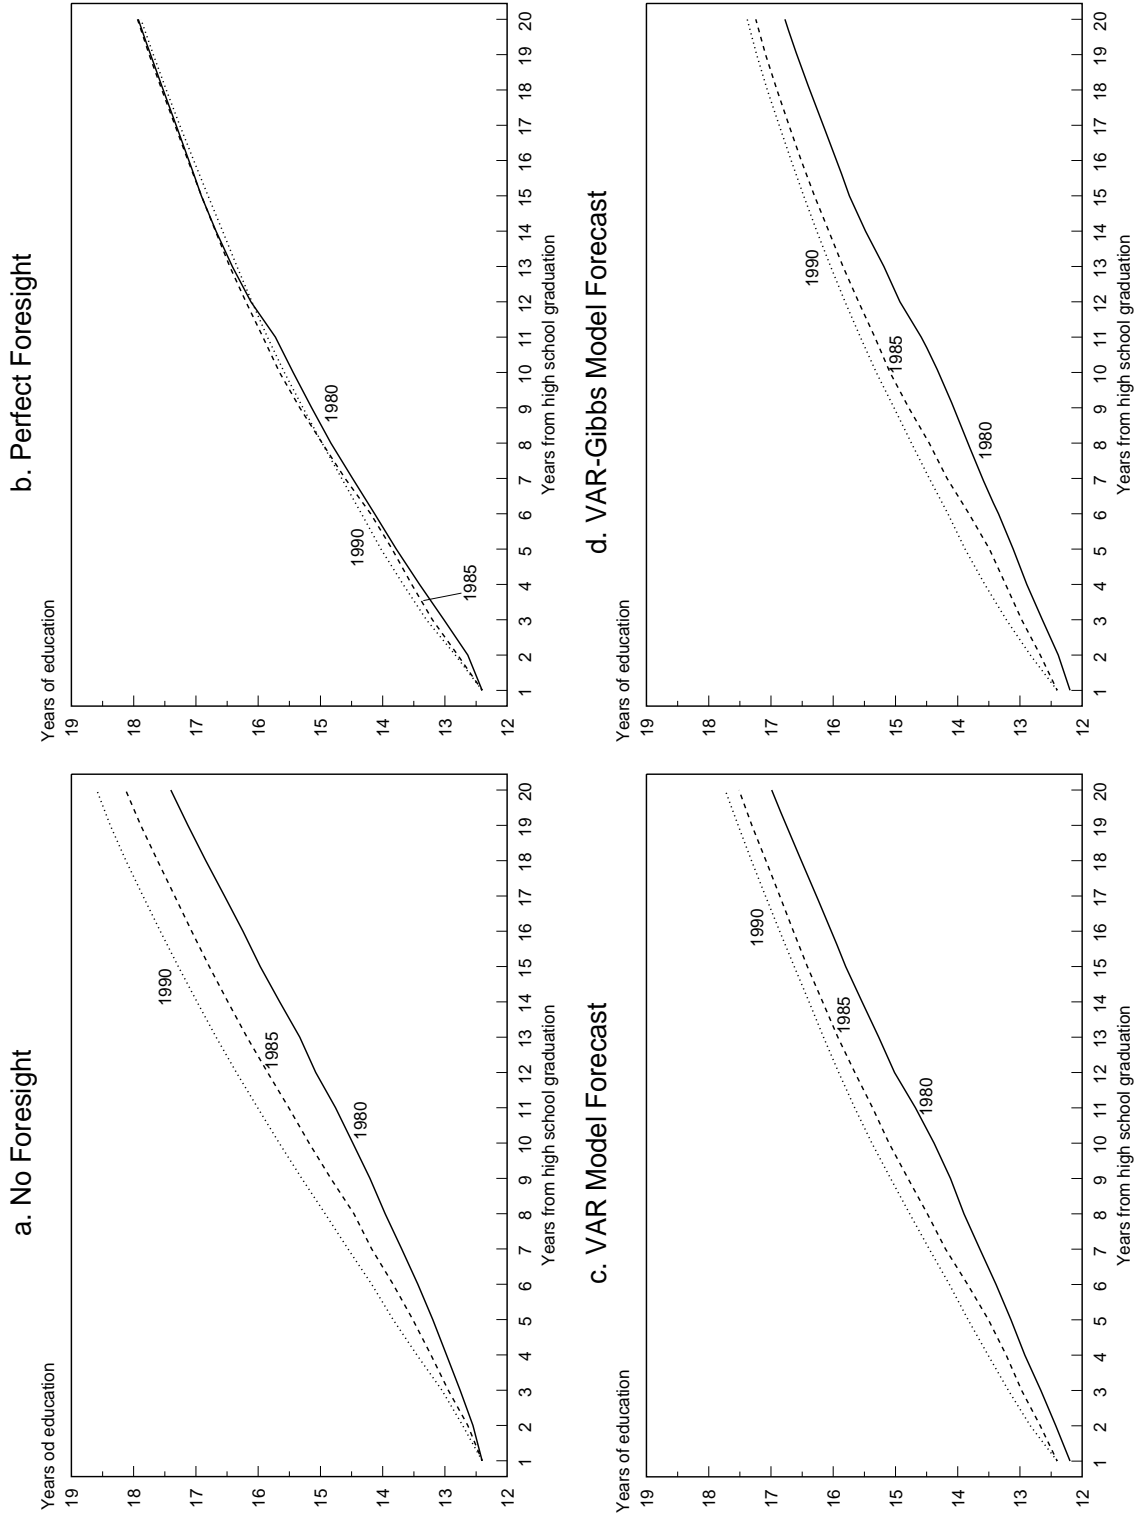 a. No Foresight
Years od education
19
18
17
16
15
14
13
12
1990
1985
1980
1 2 3 4 5 6 7 8 9 10 11 12 13 14 15 16 17 18 19 20
Years from high school graduation
b. Perfect Foresight
Years of education
19
18
17
16
15
14
13
12
1990
1985
1980
1 2 3 4 5 6 7 8 9 10 11 12 13 14 15 16 17 18 19 20
Years from high school graduation
c. VAR Model Forecast
Years of education
19
18
17
16
15
14
13
12
1990
1985
1980
1 2 3 4 5 6 7 8 9 10 11 12 13 14 15 16 17 18 19 20
Years from high school graduation
d. VAR-Gibbs Model Forecast
Years of education
19
18
17
16
15
14
13
12
1990
1985
1980
1 2 3 4 5 6 7 8 9 10 11 12 13 14 15 16 17 18 19 20
Years from high school graduation